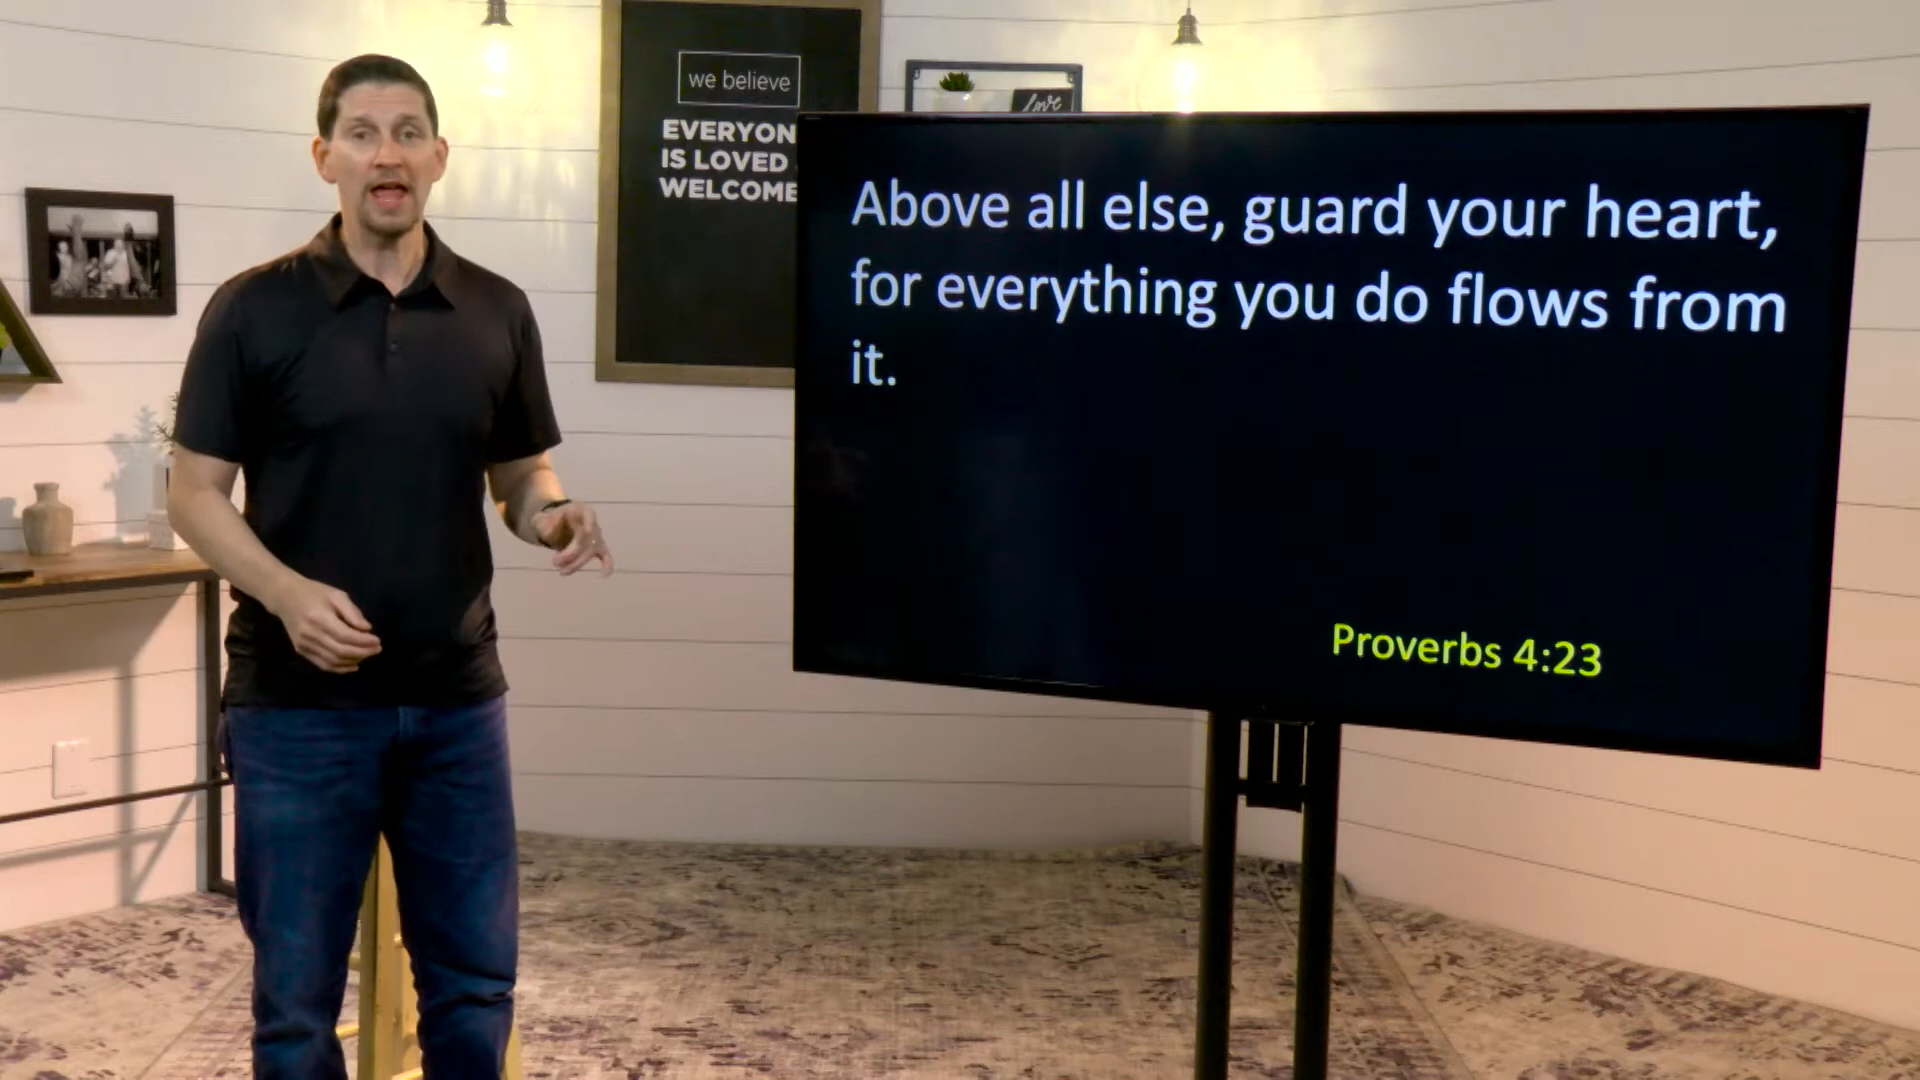 we believe
EVERYON
IS LOVED
WELCOME
love
Above all else, guard your heart,
for everything you do flows from
it.
Proverbs 4:23